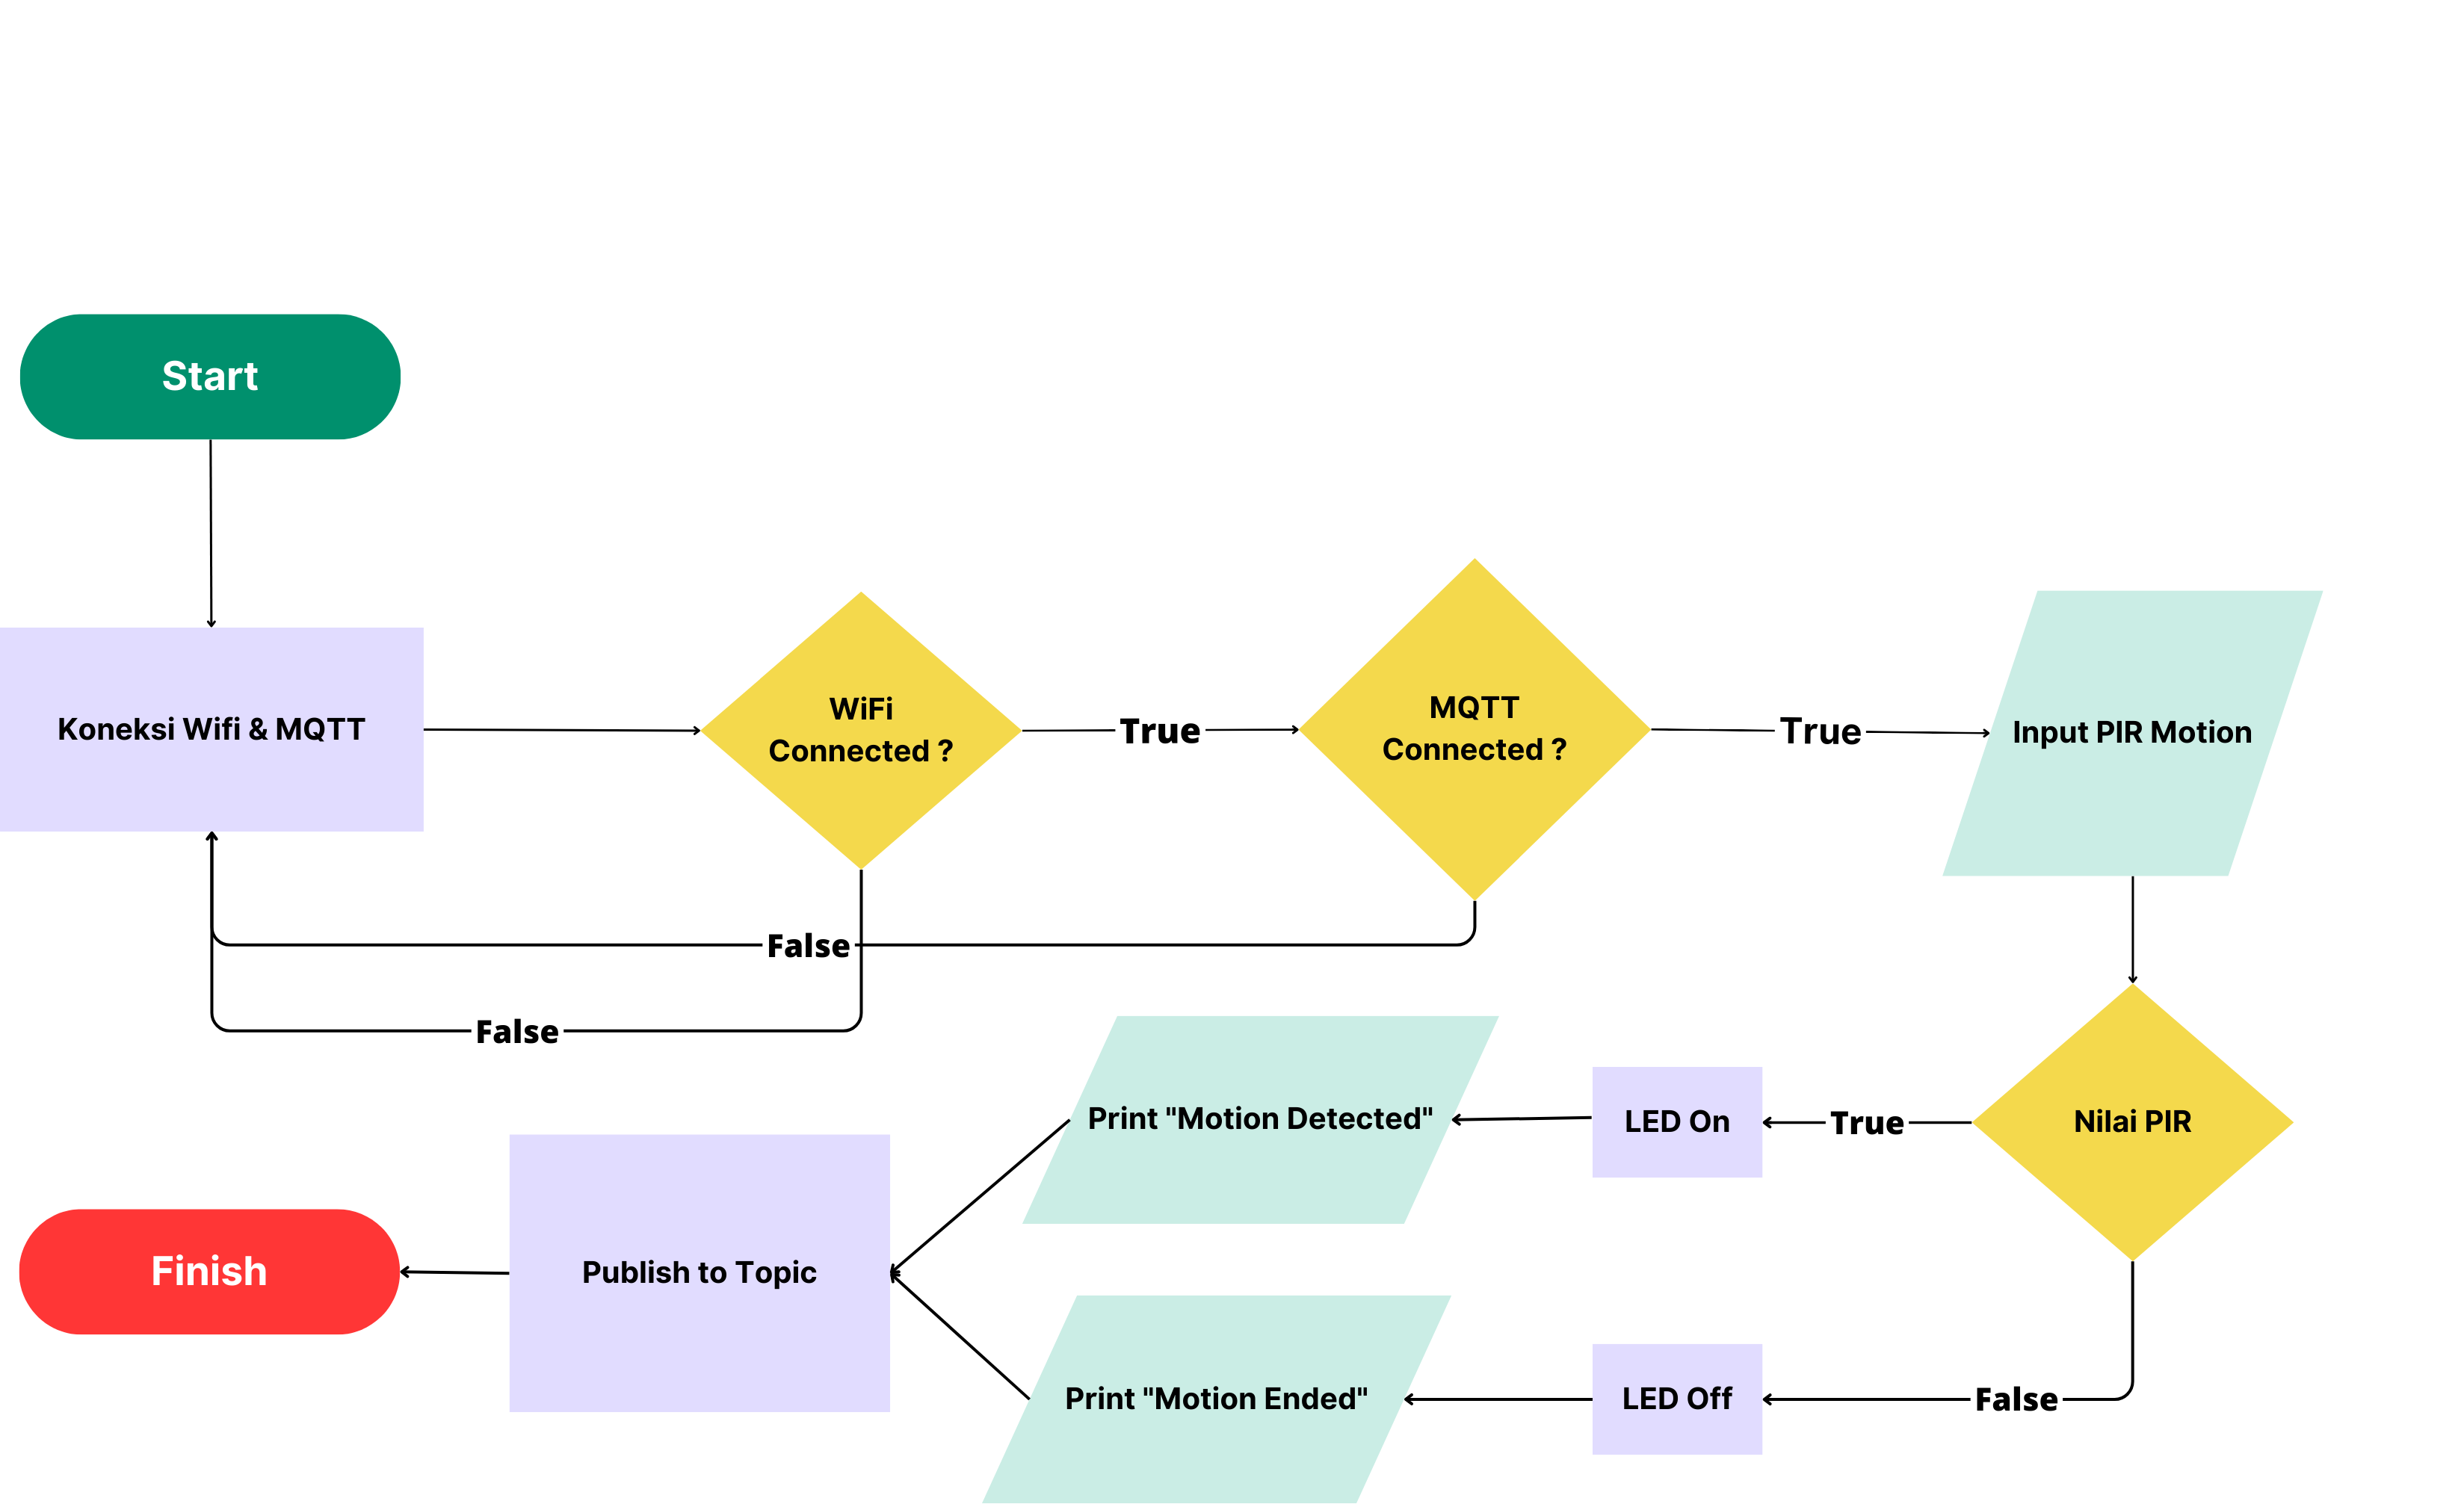 Start
Koneksi Wifi & MQTT
WiFi
Connected ?
True
MQTT
Connected ?
True
Input PIR Motion
False
False
Nilai PIR
True
LED On
Print "Motion Detected"
False
LED Off
Print "Motion Ended"
Publish to Topic
Finish